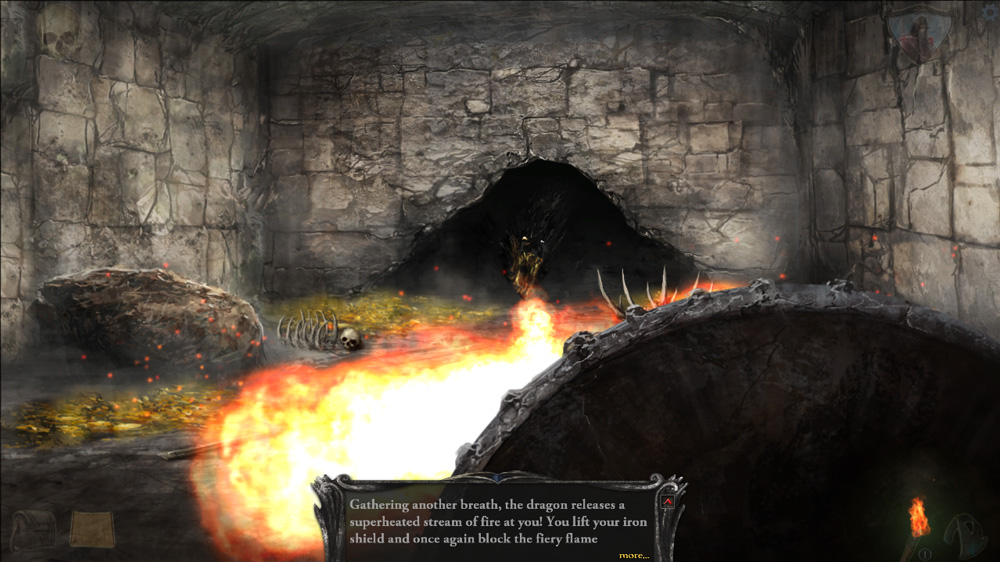 Gathering another breath, the dragon releases a
superheated stream of fire at you! You lift your iron
shield and once again block the fiery flame
more...
1